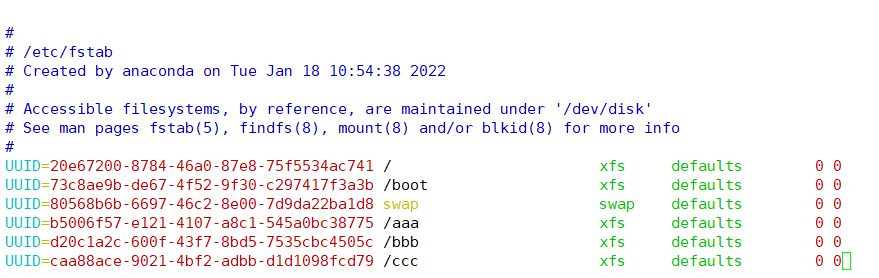 #
# /etc/fstab
# Created by anaconda on Tue Jan 18 10:54:38 2022
#
# Accessible filesystems, by reference, are maintained under '/dev/disk'
# See man pages fstab(5), findfs(8), mount(8) and/or blkid(8) for more info
#
UUID=20e67200-8784-46a0-87e8-75f5534ac741 /                       xfs     defaults        0 0
UUID=73c8ae9b-de67-4f52-9f30-c297417f3a3b /boot                   xfs     defaults        0 0
UUID=80568b6b-6697-46c2-8e00-7d9da22ba1d8 swap                    swap    defaults        0 0
UUID=b5006f57-e121-4107-a8c1-545a0bc38775 /aaa                    xfs     defaults        0 0
UUID=d20c1a2c-600f-43f7-8bd5-7535cbc4505c /bbb                    xfs     defaults        0 0
UUID=caa88ace-9021-4bf2-adbb-d1d1098fcd79 /ccc                    xfs     defaults        0 0